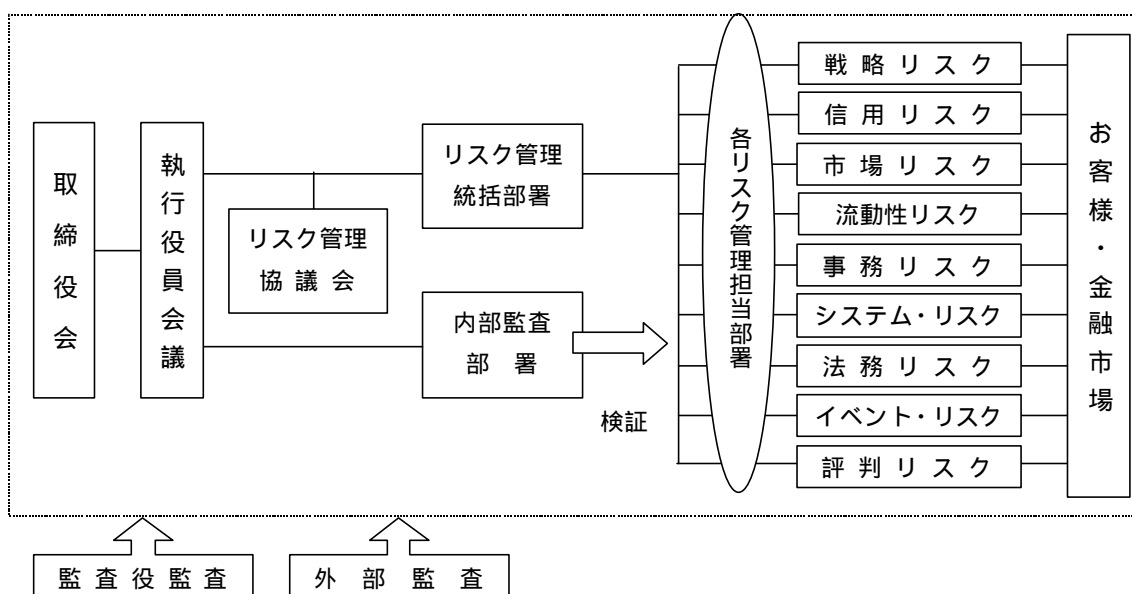 取締役会
執行役員会議
リスク管理
協議会
リスク管理
統括部署
内部監査
部署
検証
各リスク管理担当部署
戦略リスク
信用リスク
市場リスク
流動性リスク
事務リスク
システム・リスク
法務リスク
イベント・リスク
評判リスク
お客様・金融市場
監査役監査
外部監査